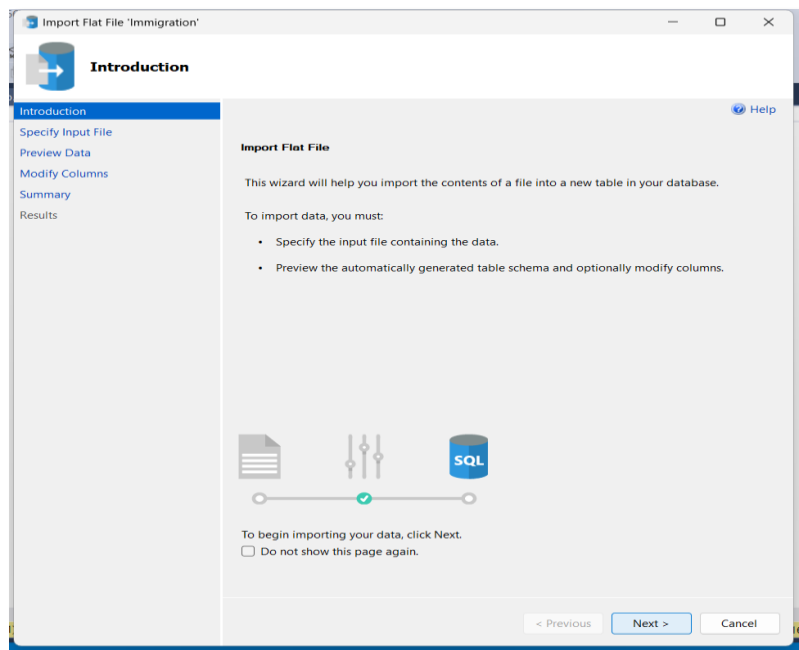 Import Flat File 'Immigration'
Introduction
Introduction
Specify Input File
Preview Data
Modify Columns
Summary
Results
Help
Import Flat File
This wizard will help you import the contents of a file into a new table in your database.
To import data, you must:
• Specify the input file containing the data.
• Preview the automatically generated table schema and optionally modify columns.
SQL
To begin importing your data, click Next.
Do not show this page again.
< Previous
Next >
Cancel